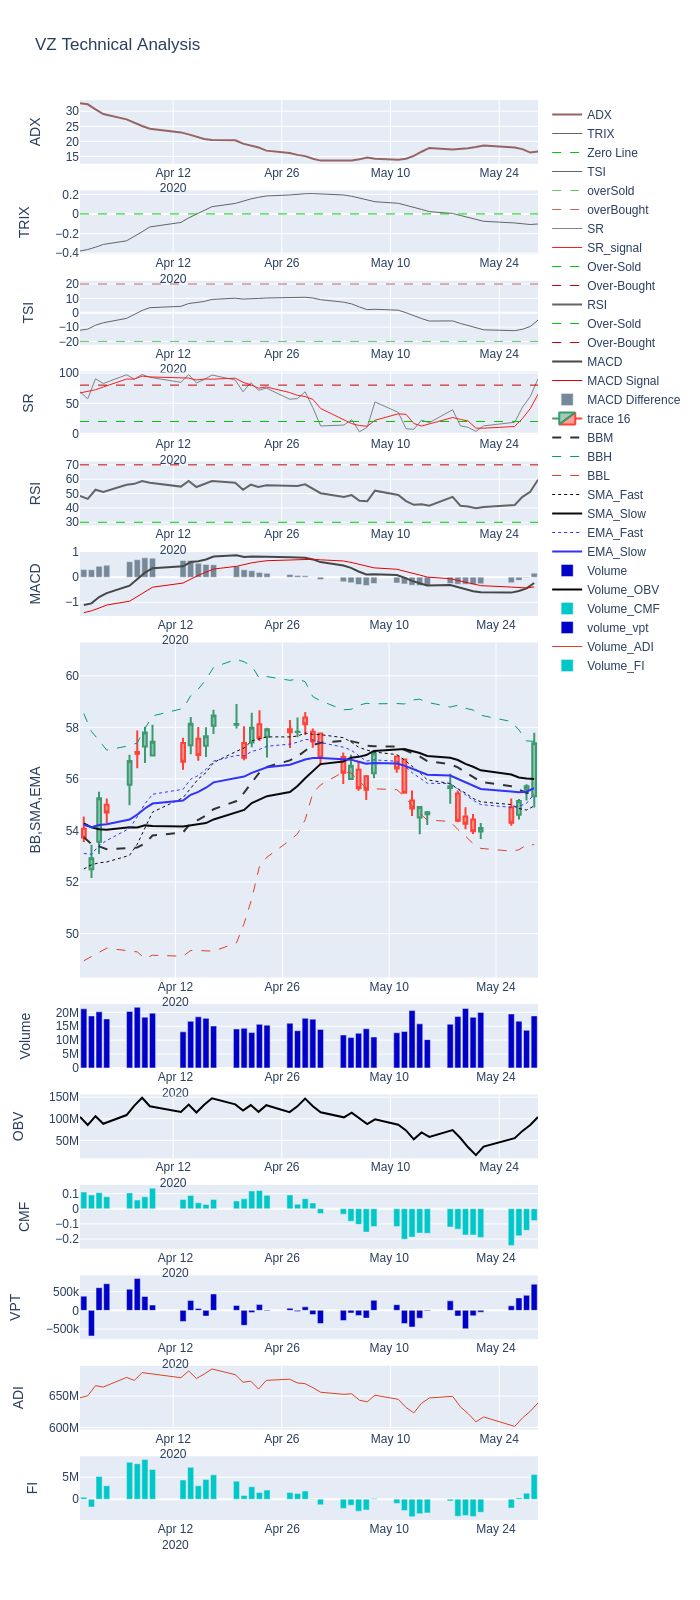 VZ Technical Analysis
ADX
30
25
20
15
Apr 12
2020
Apr 26
May 10
May 24
TRIX
0.2
0
−0.2
−0.4
Apr 12
2020
Apr 26
May 10
May 24
TSI
20
10
0
−10
−20
Apr 12
2020
Apr 26
May 10
May 24
SR
100
50
0
Apr 12
2020
Apr 26
May 10
May 24
RSI
70
60
50
40
30
Apr 12
2020
Apr 26
May 10
May 24
MACD
1
0
−1
Apr 12
2020
Apr 26
May 10
May 24
BB,SMA,EMA
60
58
56
54
52
50
Apr 12
2020
Apr 26
May 10
May 24
Volume
20M
15M
10M
5M
0
Apr 12
2020
Apr 26
May 10
May 24
OBV
150M
100M
50M
Apr 12
2020
Apr 26
May 10
May 24
CMF
0.1
0
−0.1
−0.2
Apr 12
2020
Apr 26
May 10
May 24
VPT
500k
0
−500k
Apr 12
2020
Apr 26
May 10
May 24
ADI
650M
600M
Apr 12
2020
Apr 26
May 10
May 24
FI
5M
0
Apr 12
2020
Apr 26
May 10
May 24
ADX
TRIX
Zero Line
TSI
overSold
overBought
SR
SR_signal
Over-Sold
Over-Bought
RSI
Over-Sold
Over-Bought
MACD
MACD Signal
MACD Difference
trace 16
BBM
BBH
BBL
SMA_Fast
SMA_Slow
EMA_Fast
EMA_Slow
Volume
Volume_OBV
Volume_CMF
volume_vpt
Volume_ADI
Volume_FI